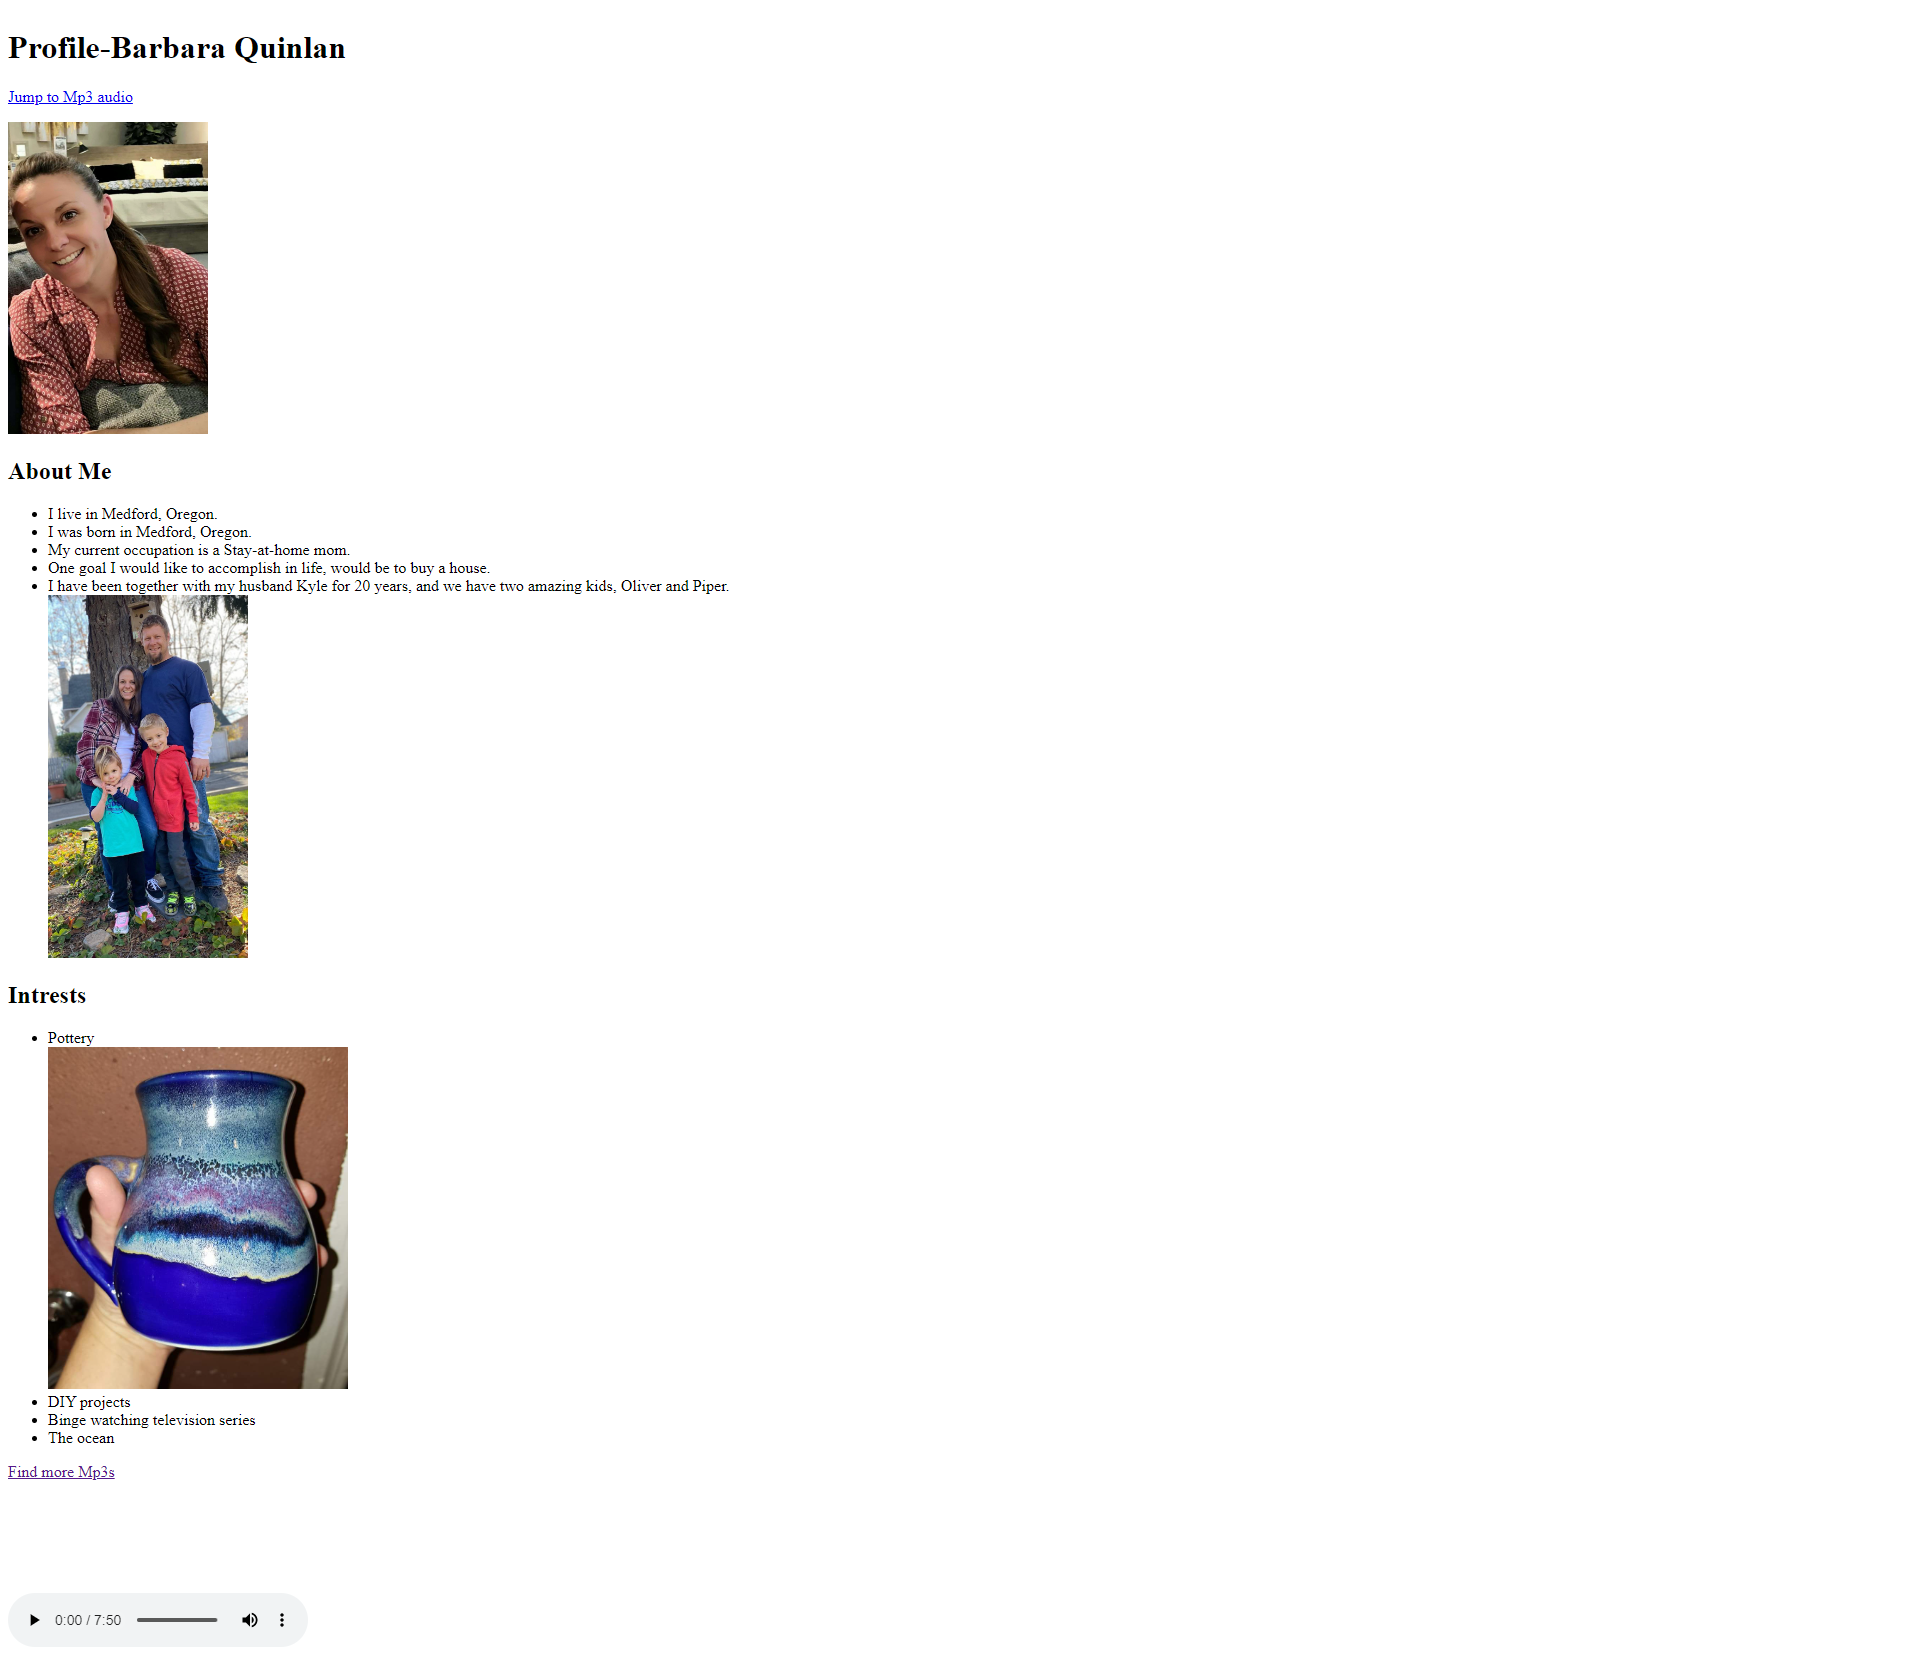 Profile-Barbara Quinlan
Jump to Mp3 audio
About Me
I live in Medford, Oregon.
I was born in Medford, Oregon.
My current occupation is a Stay-at-home mom.
One goal I would like to accomplish in life, would be to buy a house.
I have been together with my husband Kyle for 20 years, and we have two amazing kids, Oliver and Piper.
Intrests
Pottery
DIY projects
Binge watching television series
The ocean
Find more Mp3s
0:00 / 7:50